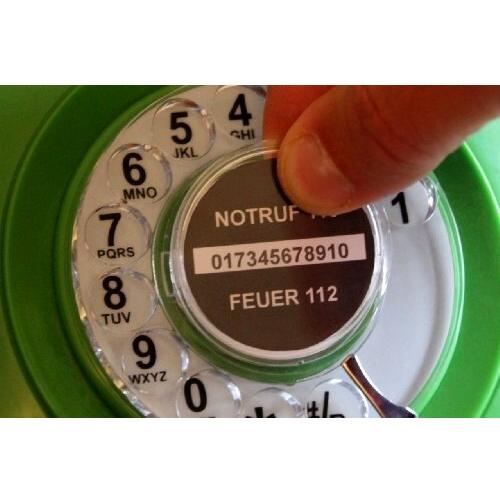 4
GHI
5
JKL
6
MNO
7
PQRS
8
TUV
9
WXYZ
0
1
NOTRUF
017345678910
FEUER 112